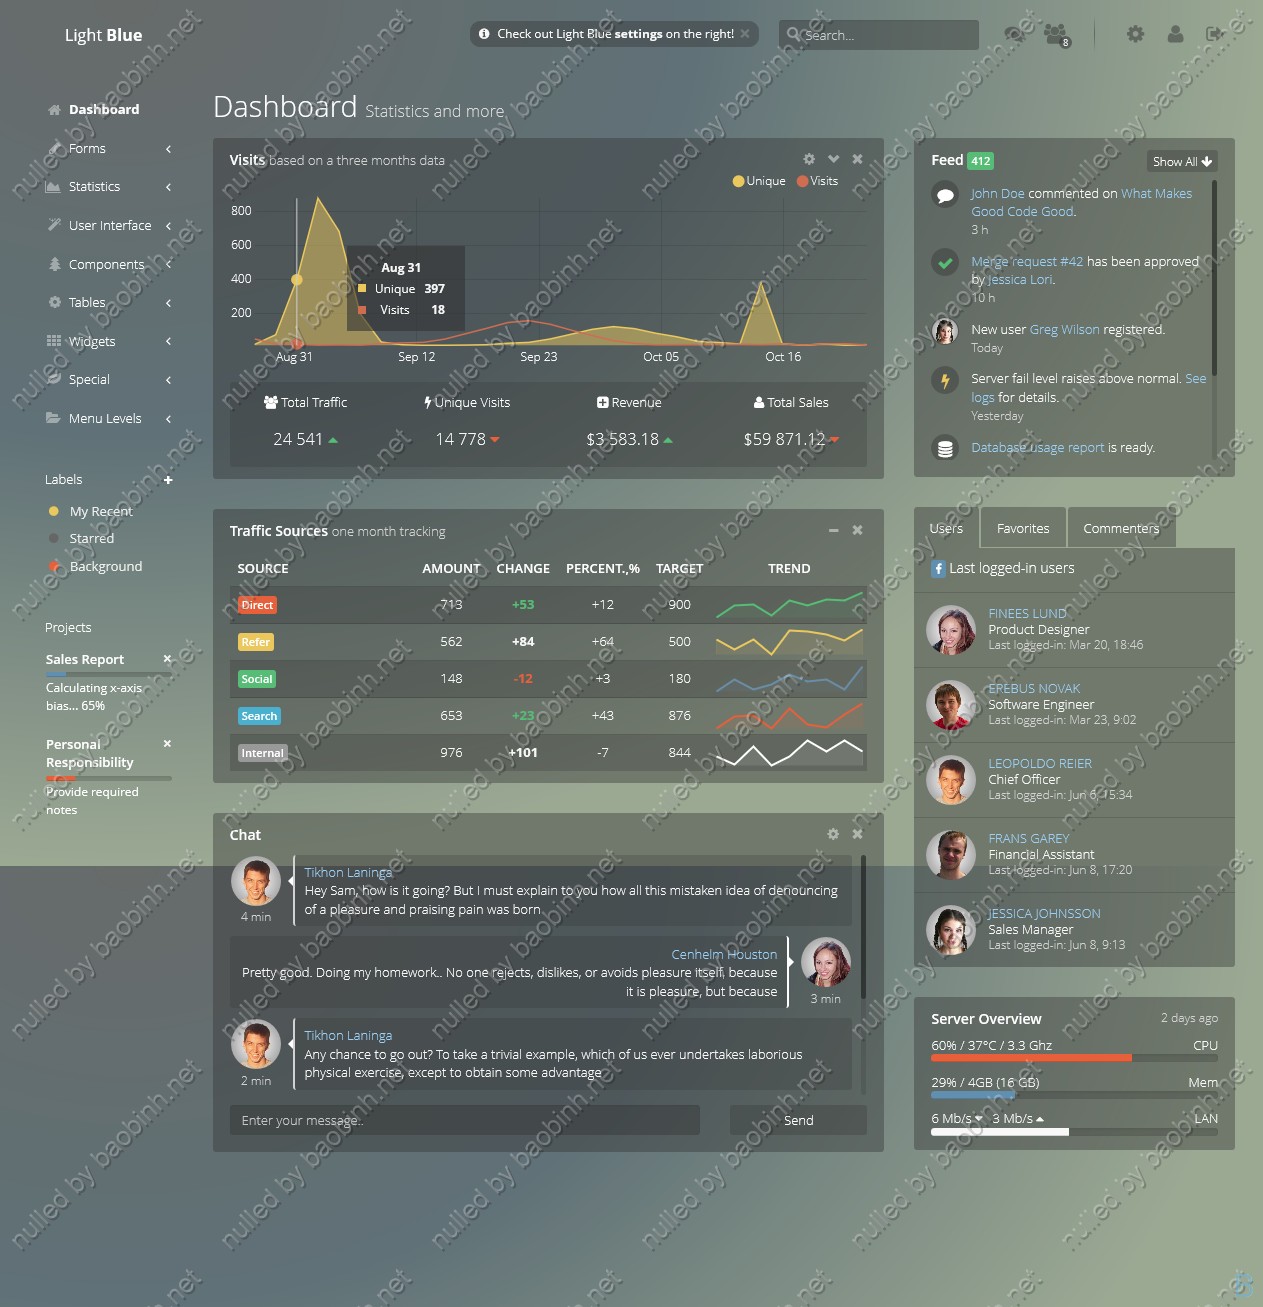 Light Blue
Check out Light Blue settings on the right!
Search...
8
Dashboard
Forms
Statistics
User Interface
Components
Tables
Widgets
Special
Menu Levels
Labels
My Recent
Starred
Background
Projects
Sales Report
Calculating x-axis
bias... 65%
Personal
Responsibility
Provide required
notes
Dashboard Statistics and more
Visits based on a three months data
Unique Visits
800
600
400
200
Aug 31
Unique 397
Visits 18
Aug 31 Sep 12 Sep 23 Oct 05 Oct 16
Total Traffic Unique Visits Revenue Total Sales
24 541 14 778 $3 583.18 $59 871.12
Traffic Sources one month tracking
SOURCE AMOUNT CHANGE PERCENT.,% TARGET TREND
Direct 713 +53 +12 900
Refer 562 +84 +64 500
Social 148 -12 +3 180
Search 653 +23 +43 876
Internal 976 +101 -7 844
Chat
Tikhon Laninga
Hey Sam, how is it going? But I must explain to you how all this mistaken idea of denouncing
of a pleasure and praising pain was born
4 min
Cenhelm Houston
Pretty good. Doing my homework.. No one rejects, dislikes, or avoids pleasure itself, because
it is pleasure, but because
3 min
Tikhon Laninga
Any chance to go out? To take a trivial example, which of us ever undertakes laborious
physical exercise, except to obtain some advantage
2 min
Enter your message..
Send
Feed 412
Show All
John Doe commented on What Makes
Good Code Good.
3 h
Merge request #42 has been approved
by Jessica Lori.
10 h
New user Greg Wilson registered.
Today
Server fail level raises above normal. See
logs for details.
Yesterday
Database usage report is ready.
Users Favorites Commenters
Last logged-in users
FINEES LUND
Product Designer
Last logged-in: Mar 20, 18:46
EREBUS NOVAK
Software Engineer
Last logged-in: Mar 23, 9:02
LEOPOLDO REIER
Chief Officer
Last logged-in: Jun 6, 15:34
FRANS GAREY
Financial Assistant
Last logged-in: Jun 8, 17:20
JESSICA JOHNSSON
Sales Manager
Last logged-in: Jun 8, 9:13
Server Overview 2 days ago
60% / 37°C / 3.3 Ghz CPU
29% / 4GB (16 GB) Mem
6 Mb/s 3 Mb/s LAN
nulled by baobinh.net